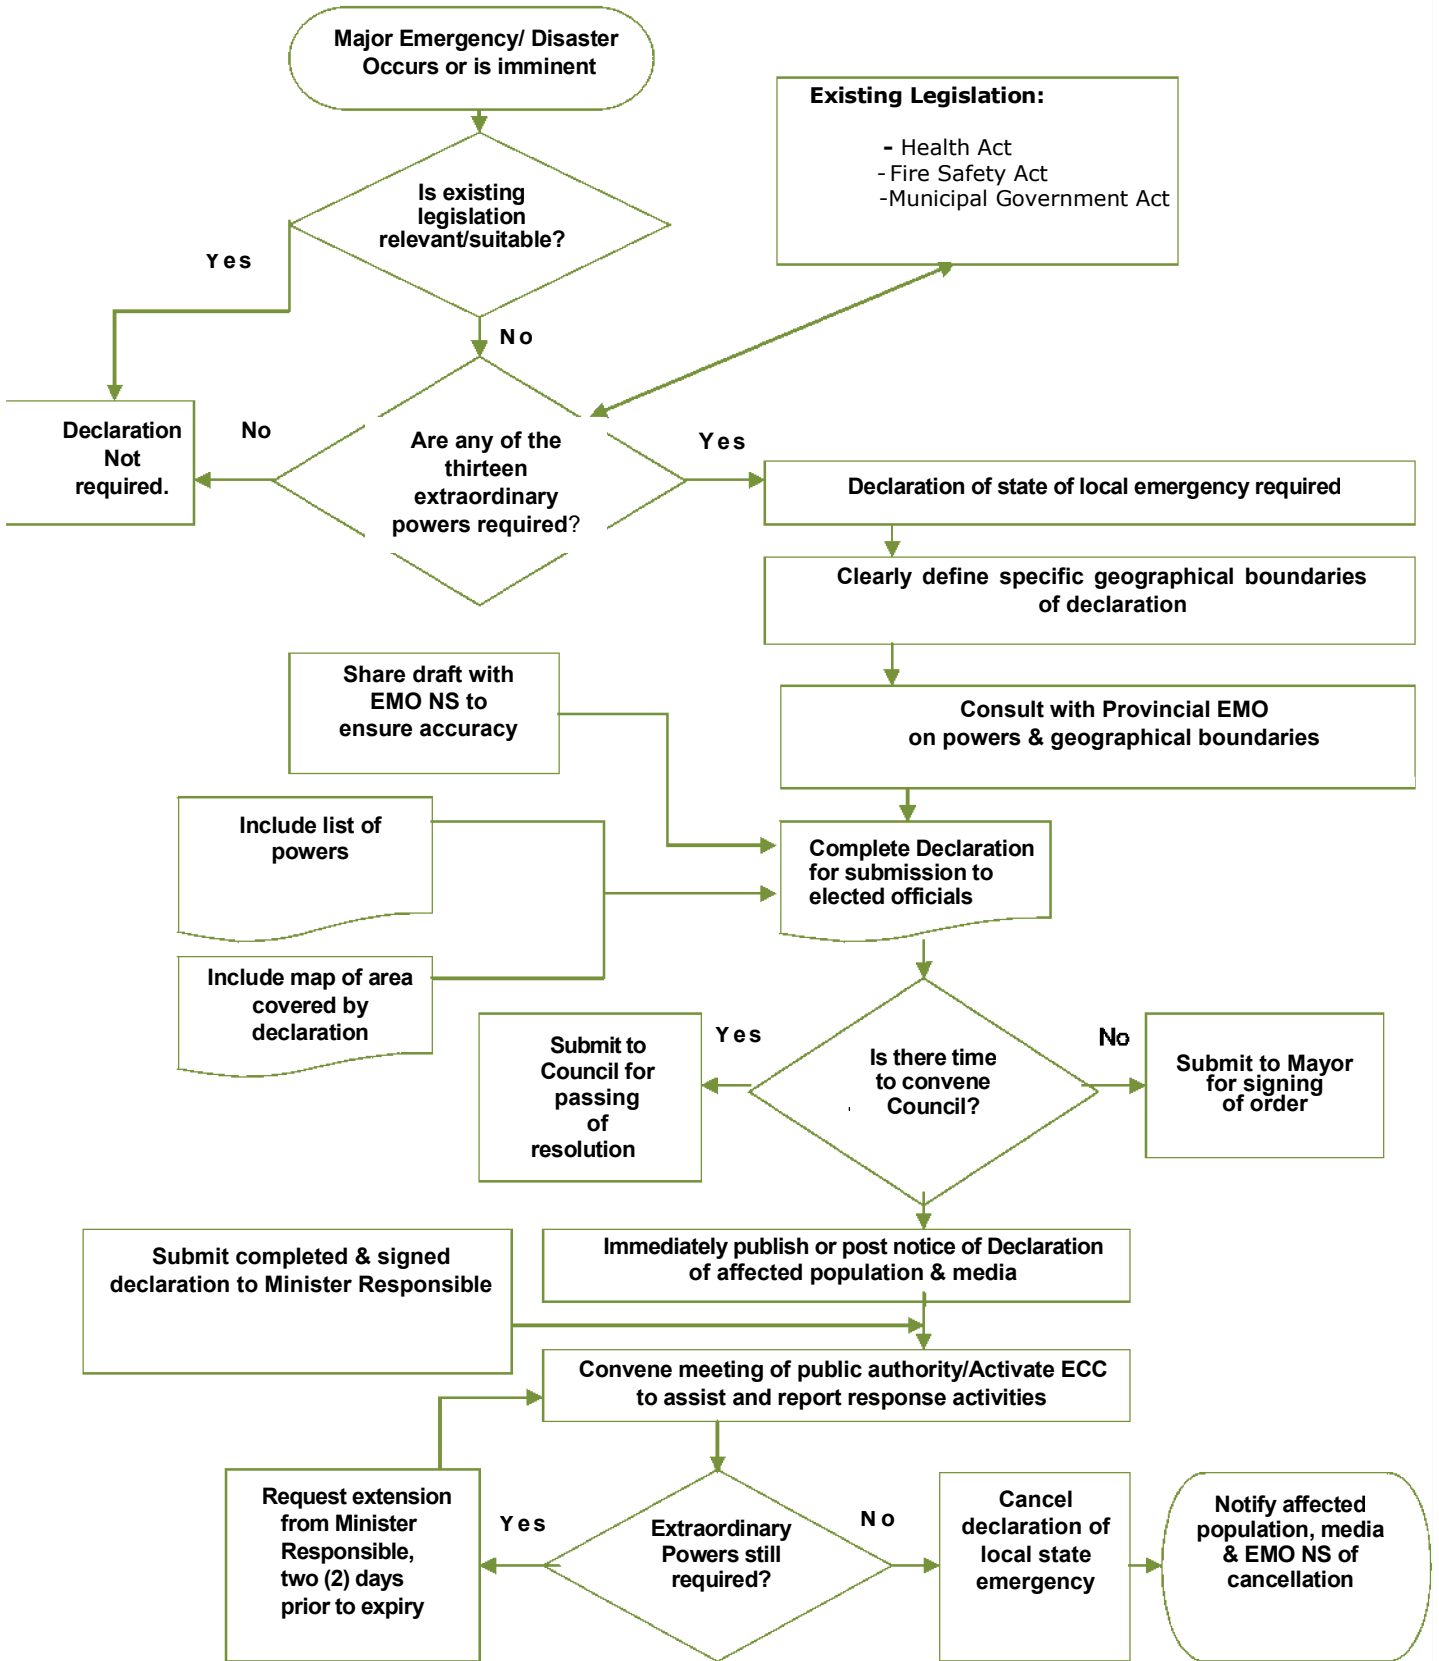 Major Emergency/ Disaster
Occurs or is imminent
Existing Legislation:
- Health Act
- Fire Safety Act
-Municipal Government Act
Is existing
legislation
relevant/suitable?
Yes
No
Declaration
Not
required.
No
Are any of the
thirteen
extraordinary
powers required?
Yes
Declaration of state of local emergency required
Clearly define specific geographical boundaries
of declaration
Share draft with
EMO NS to
ensure accuracy
Consult with Provincial EMO
on powers & geographical boundaries
Include list of
powers
Complete Declaration
for submission to
elected officials
Include map of area
covered by
declaration
Submit to
Council for
passing
of
resolution
Yes
Is there time
to convene
Council?
No
Submit to Mayor
for signing
of order
Submit completed & signed
declaration to Minister Responsible
Immediately publish or post notice of Declaration
of affected population & media
Convene meeting of public authority/Activate ECC
to assist and report response activities
Request extension
from Minister
Responsible,
two (2) days
prior to expiry
Yes
Extraordinary
Powers still
required?
No
Cancel
declaration of
local state
emergency
Notify affected
population, media
& EMO NS of
cancellation